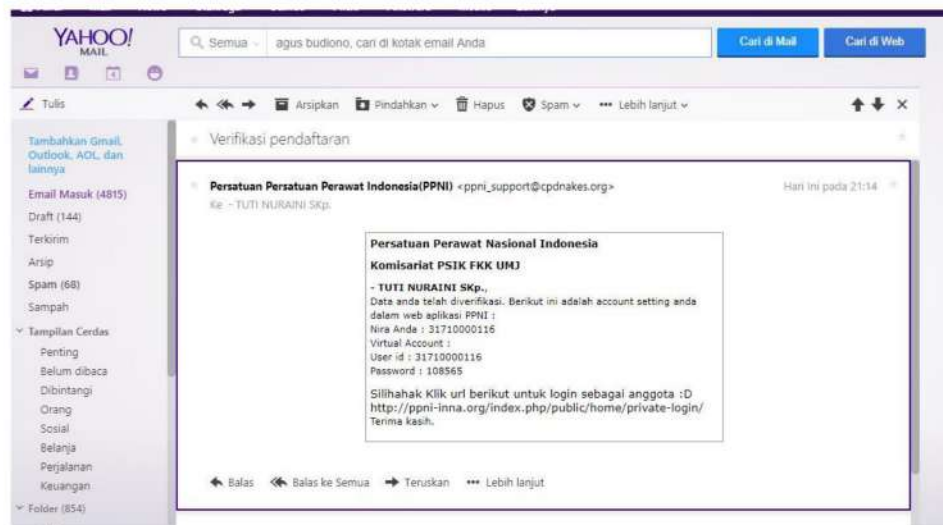 YAHOO!
MAIL
Semua
agus budiono, cari di kotak email Anda
Cari di Mail
Cari di Web
Tulis
Arsipkan
Pindahkan
Hapus
Spam
Lebih lanjut
Tambahkan Gmail,
Outlook, AOL, dan
lainnya
Email Masuk (4815)
Draft (144)
Terkirim
Arsip
Spam (68)
Sampah
Tampilan Cerdas
Penting
Belum dibaca
Dibintangi
Orang
Sosial
Belanja
Perjalanan
Keuangan
Folder (854)
Verifikasi pendaftaran
Persatuan Persatuan Perawat Indonesia(PPNI) <ppni_support@cpdnakes.org>
Hari ini pada 21:14
Ke - TUTI NURAINI SKp.
Persatuan Perawat Nasional Indonesia
Komisariat PSIK FKK UMJ
- TUTI NURAINI SKp.,
Data anda telah diverifikasi. Berikut ini adalah account setting anda
dalam web aplikasi PPNI :
Nira Anda : 31710000116
Virtual Account :
User id : 31710000116
Password : 108565
Silihahak Klik url berikut untuk login sebagai anggota :D
http://ppni-inna.org/index.php/public/home/private-login/
Terima kasih.
Balas
Balas ke Semua
Teruskan
Lebih lanjut